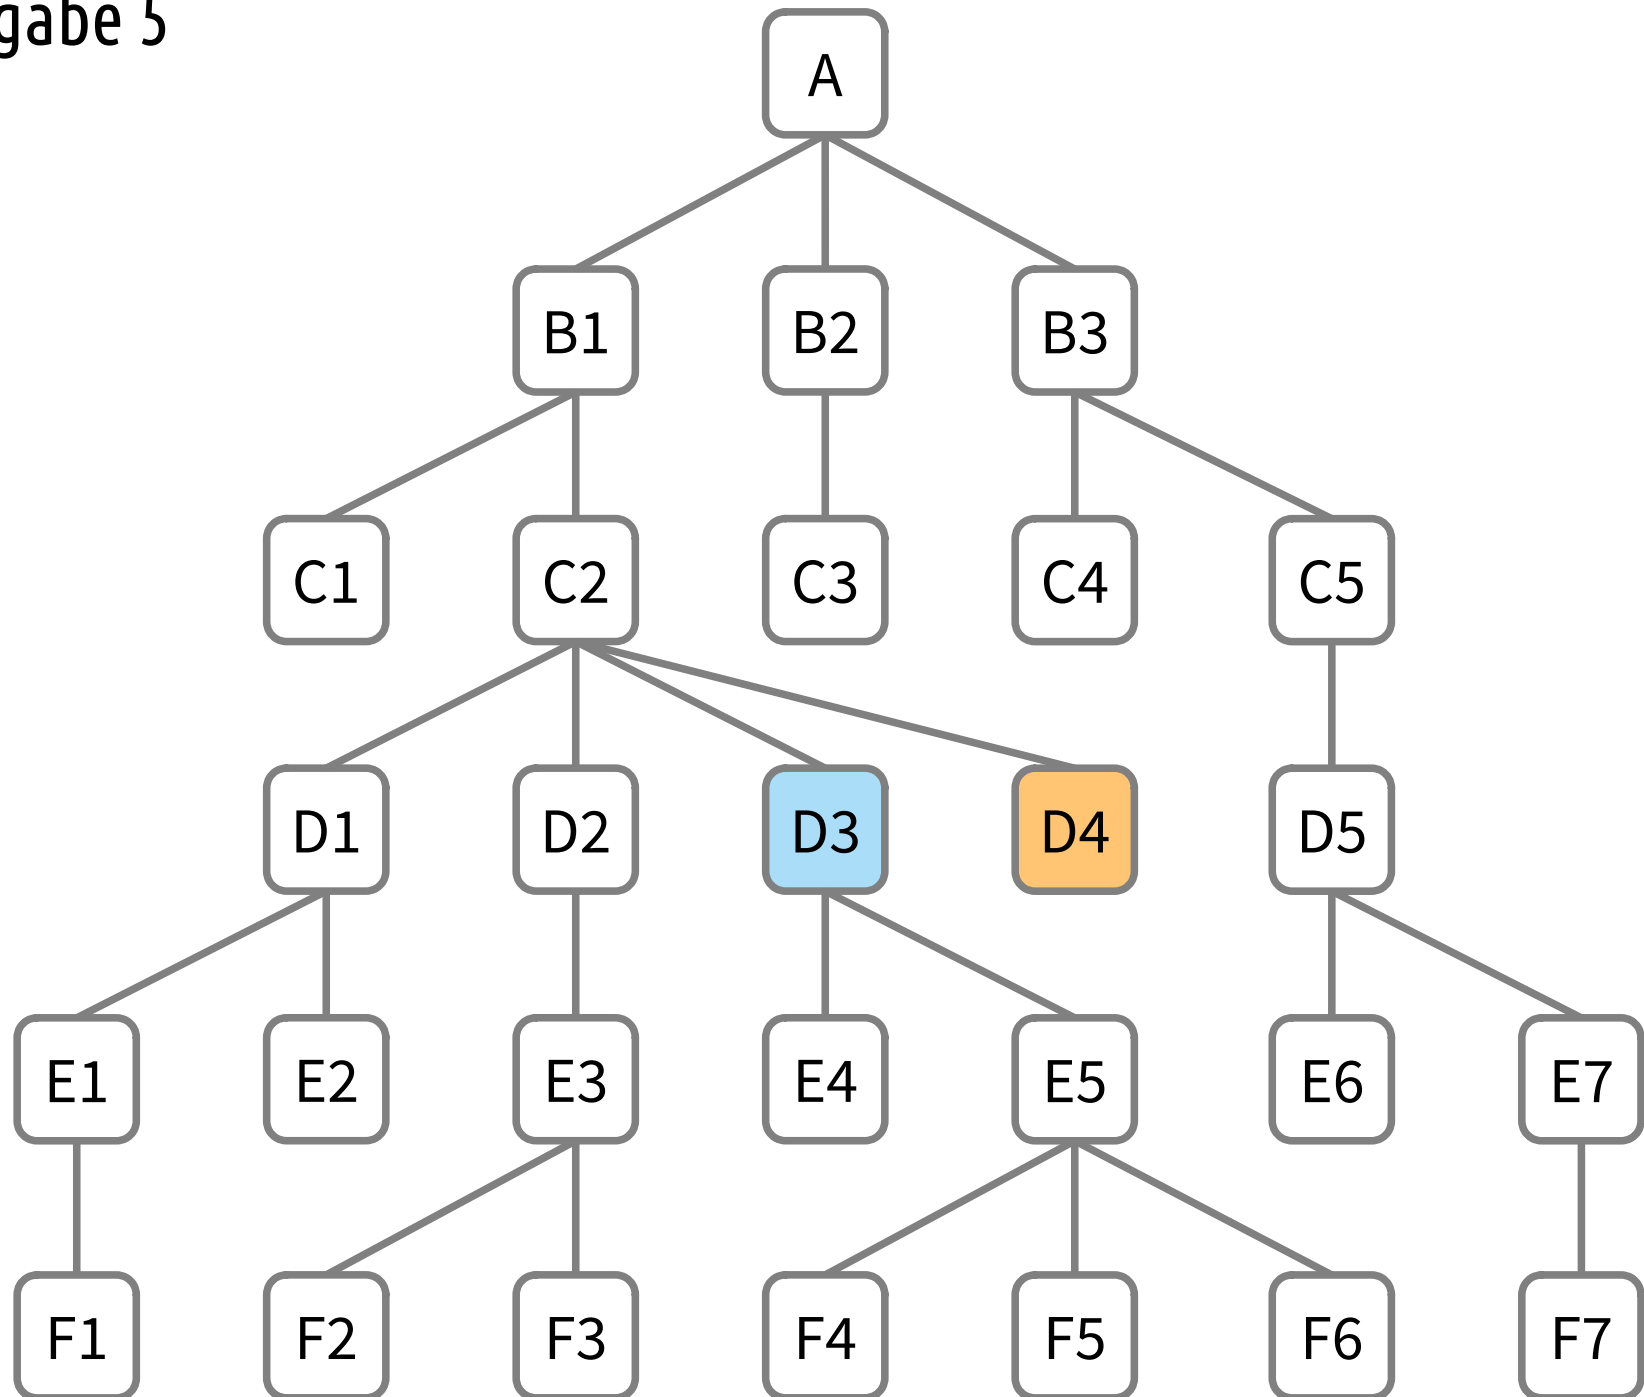 gabe 5
A
B1 B2 B3
C1 C2 C3 C4 C5
D1 D2 D3 D4 D5
E1 E2 E3 E4 E5 E6 E7
F1 F2 F3 F4 F5 F6 F7